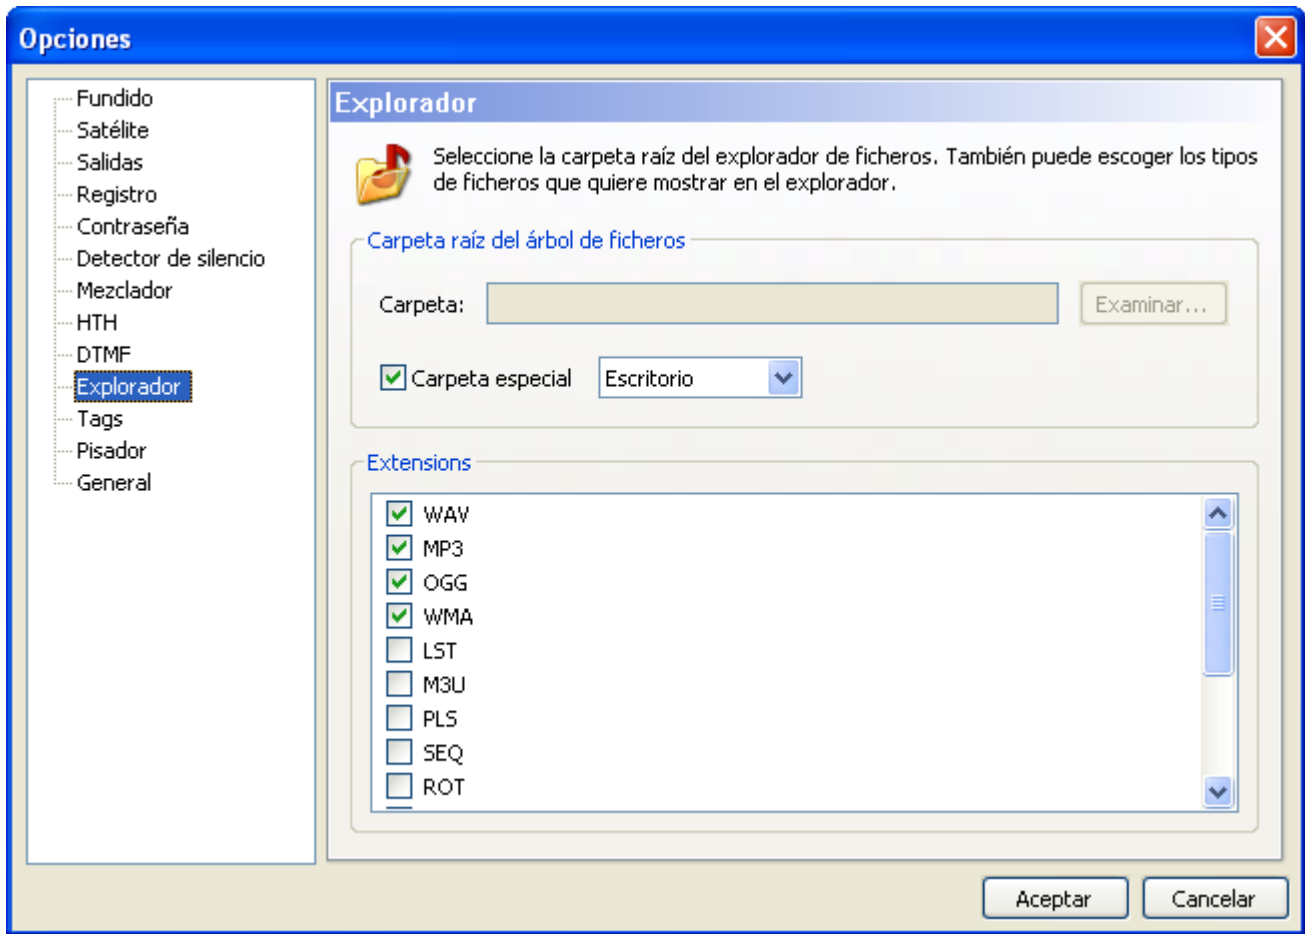 Opciones
Fundido
Satélite
Salidas
Registro
Contraseña
Detector de silencio
Mezclador
HTH
DTMF
Explorador
Tags
Pisador
General
Explorador
Seleccione la carpeta raíz del explorador de ficheros. También puede escoger los tipos
de ficheros que quiere mostrar en el explorador.
Carpeta raíz del árbol de ficheros
Carpeta:
Examinar...
Carpeta especial
Escritorio
Extensions
WAV
MP3
OGG
WMA
LST
M3U
PLS
SEQ
ROT
Aceptar
Cancelar